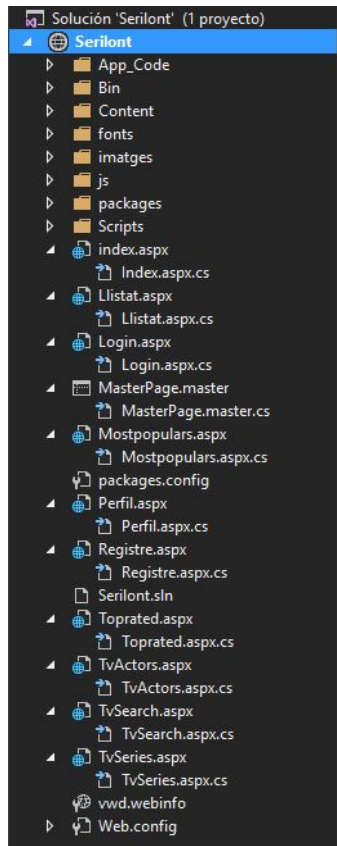 Solución 'Serilont' (1 proyecto)
Serilont
App_Code
Bin
Content
fonts
imatges
js
packages
Scripts
index.aspx
Index.aspx.cs
Llistat.aspx
Llistat.aspx.cs
Login.aspx
Login.aspx.cs
MasterPage.master
MasterPage.master.cs
Mostpopulars.aspx
Mostpopulars.aspx.cs
packages.config
Perfil.aspx
Perfil.aspx.cs
Registre.aspx
Registre.aspx.cs
Serilont.sln
Toprated.aspx
Toprated.aspx.cs
TvActors.aspx
TvActors.aspx.cs
TvSearch.aspx
TvSearch.aspx.cs
TvSeries.aspx
TvSeries.aspx.cs
vwd.webinfo
Web.config